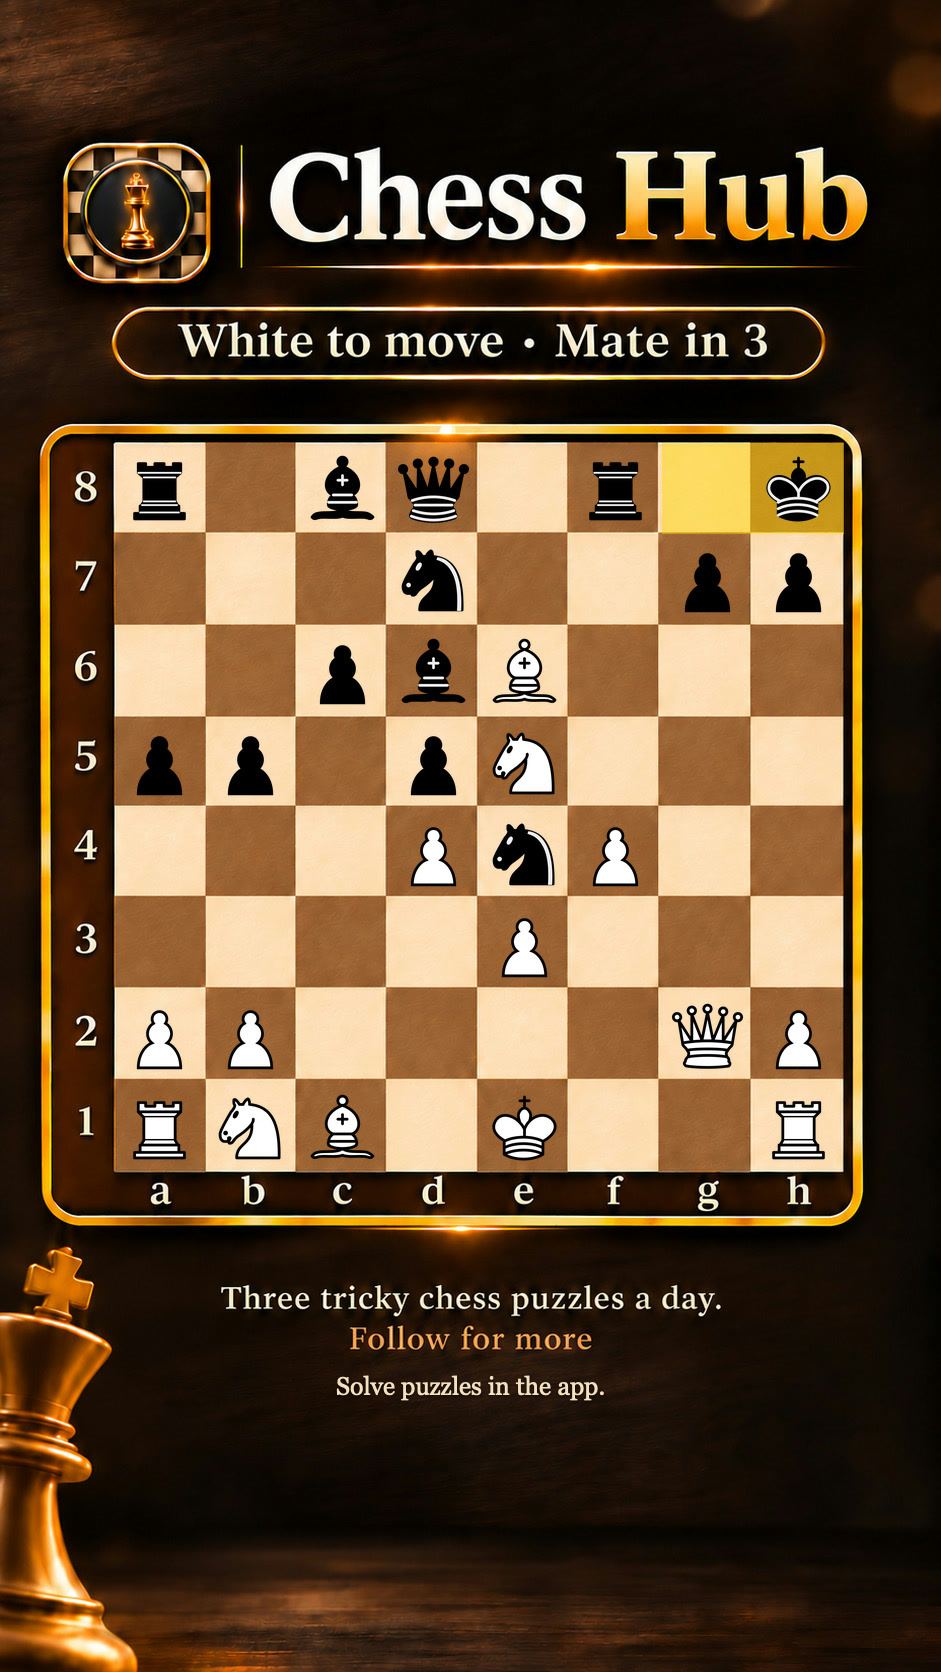 Chess Hub
White to move • Mate in 3
8
7
6
5
4
3
2
1
a b c d e f g h
Three tricky chess puzzles a day.
Follow for more
Solve puzzles in the app.